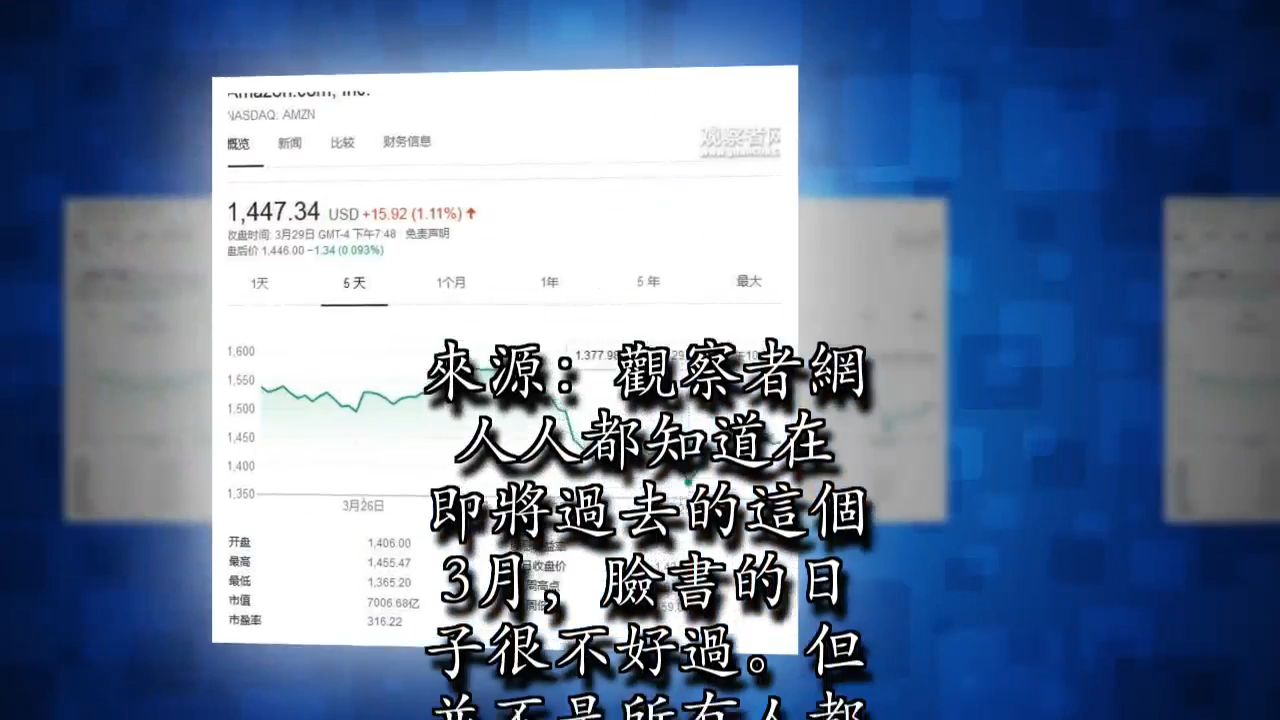 Amazon.com, Inc.
NASDAQ: AMZN
概览 新闻 比较 财务信息
观察者网
1,447.34 USD +15.92 (1.11%) ↑
收盘时间: 3月29日 GMT-4 下午7:48 免责声明
盘后价 1,446.00 −1.34 (0.093%)
1天 5 天 1个月 1年 5 年 最大
1,600
1,550
1,500
1,450
1,400
1,350
3月26日
开盘 1,406.00
最高 1,455.47
最低 1,365.20
市值 7006.68亿
市盈率 316.22
來源：觀察者網
人人都知道在
即將過去的這個
3月，臉書的日
子很不好過。但
並不是所有人都